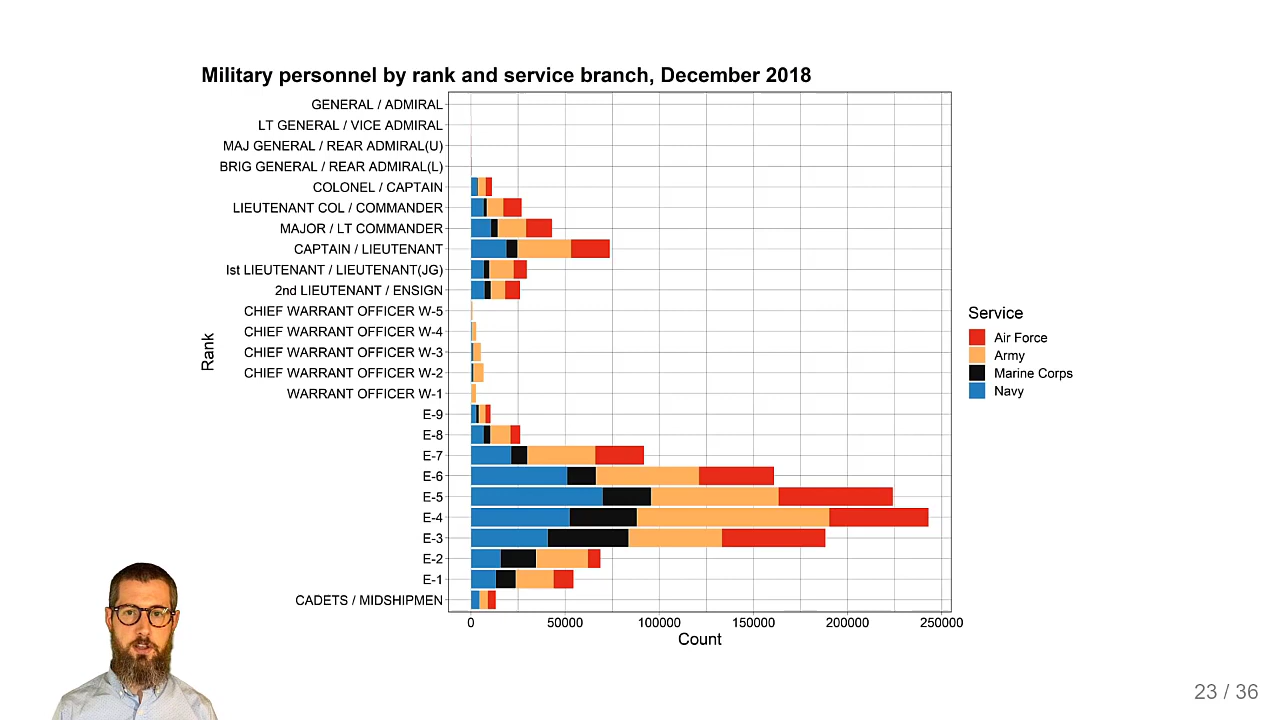 Military personnel by rank and service branch, December 2018
GENERAL / ADMIRAL
LT GENERAL / VICE ADMIRAL
MAJ GENERAL / REAR ADMIRAL(U)
BRIG GENERAL / REAR ADMIRAL(L)
COLONEL / CAPTAIN
LIEUTENANT COL / COMMANDER
MAJOR / LT COMMANDER
CAPTAIN / LIEUTENANT
Ist LIEUTENANT / LIEUTENANT(JG)
2nd LIEUTENANT / ENSIGN
CHIEF WARRANT OFFICER W-5
CHIEF WARRANT OFFICER W-4
CHIEF WARRANT OFFICER W-3
CHIEF WARRANT OFFICER W-2
WARRANT OFFICER W-1
E-9
E-8
E-7
E-6
E-5
E-4
E-3
E-2
E-1
CADETS / MIDSHIPMEN
Rank
0 50000 100000 150000 200000 250000
Count
Service
Air Force
Army
Marine Corps
Navy
23 / 36